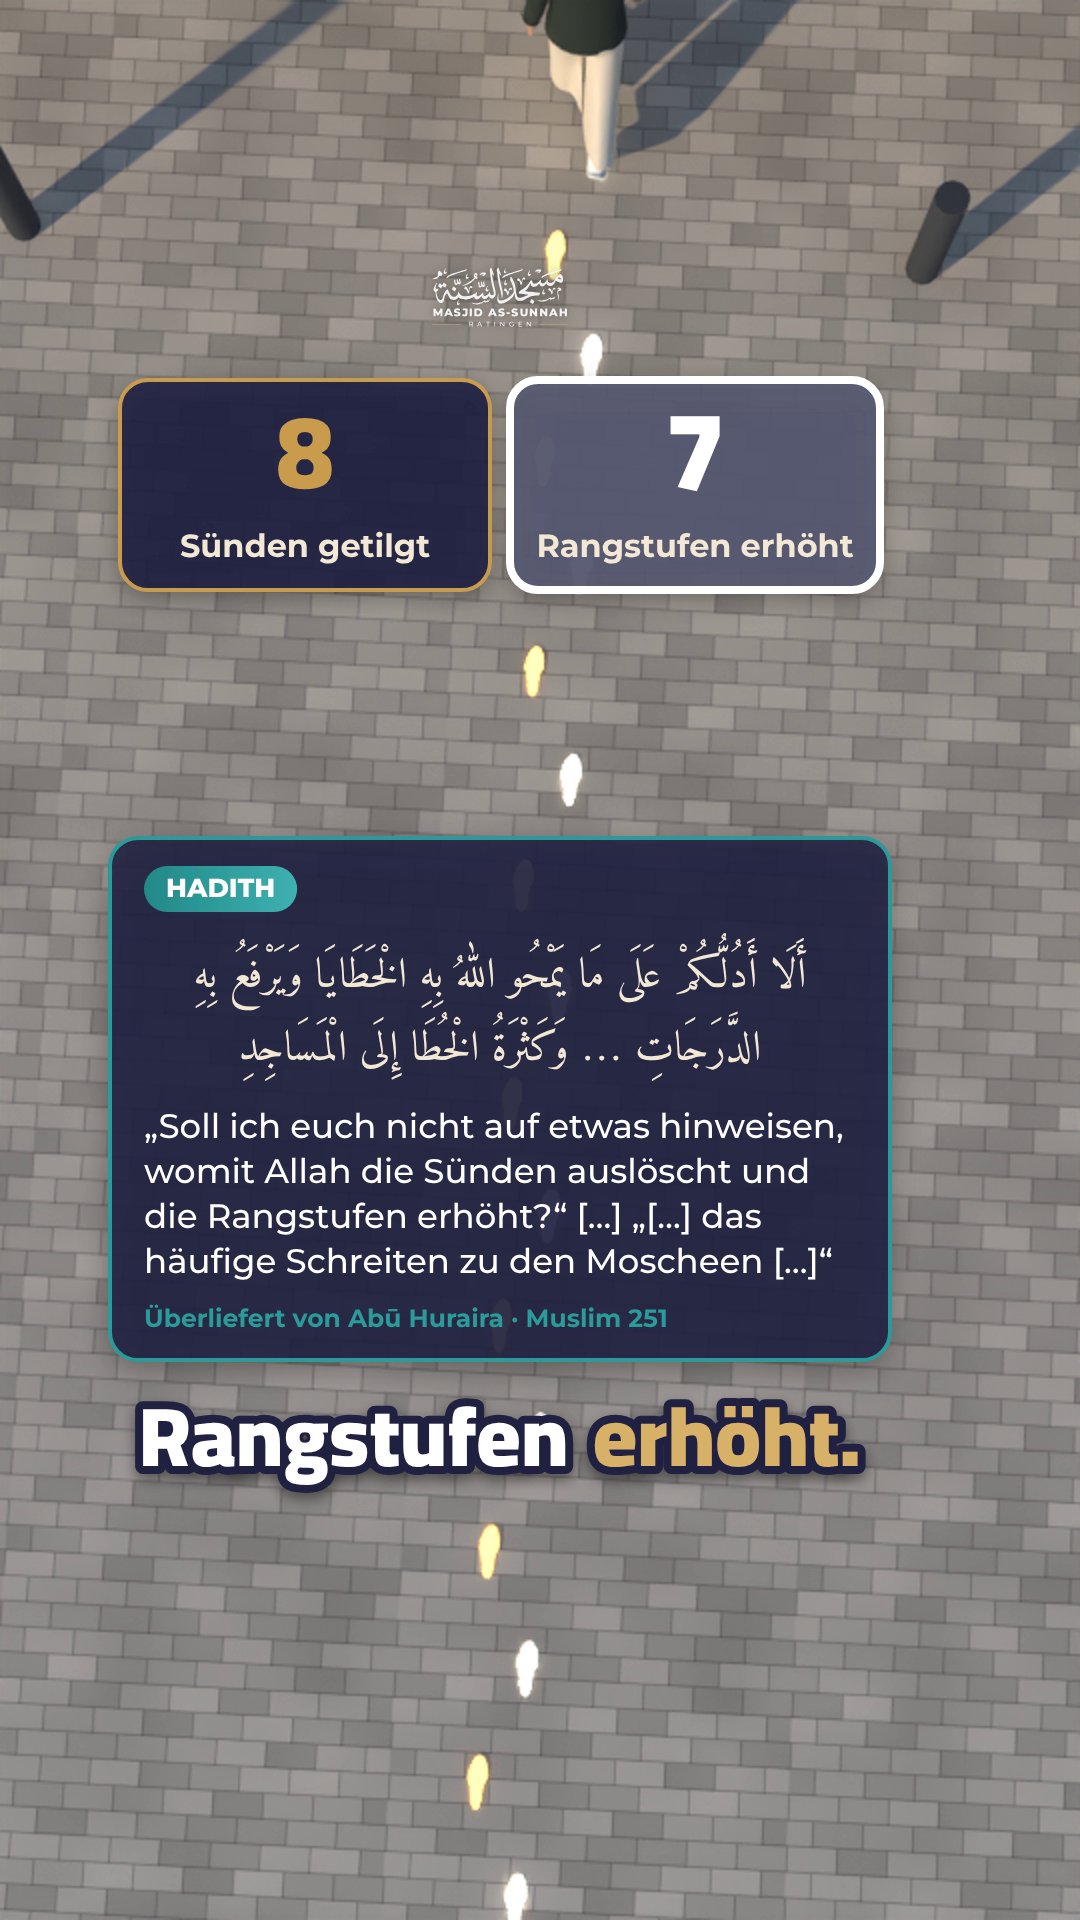 مسجد السنة
MASJID AS-SUNNAH
RATINGEN
8
Sünden getilgt
7
Rangstufen erhöht
HADITH
أَلَا أَدُلُّكُمْ عَلَى مَا يَمْحُو اللهُ بِهِ الْخَطَايَا وَيَرْفَعُ بِهِ
الدَّرَجَاتِ ... وَكَثْرَةُ الْخُطَا إِلَى الْمَسَاجِدِ
„Soll ich euch nicht auf etwas hinweisen,
womit Allah die Sünden auslöscht und
die Rangstufen erhöht?“ [...] „[...] das
häufige Schreiten zu den Moscheen [...]“
Überliefert von Abū Huraira · Muslim 251
Rangstufen erhöht.